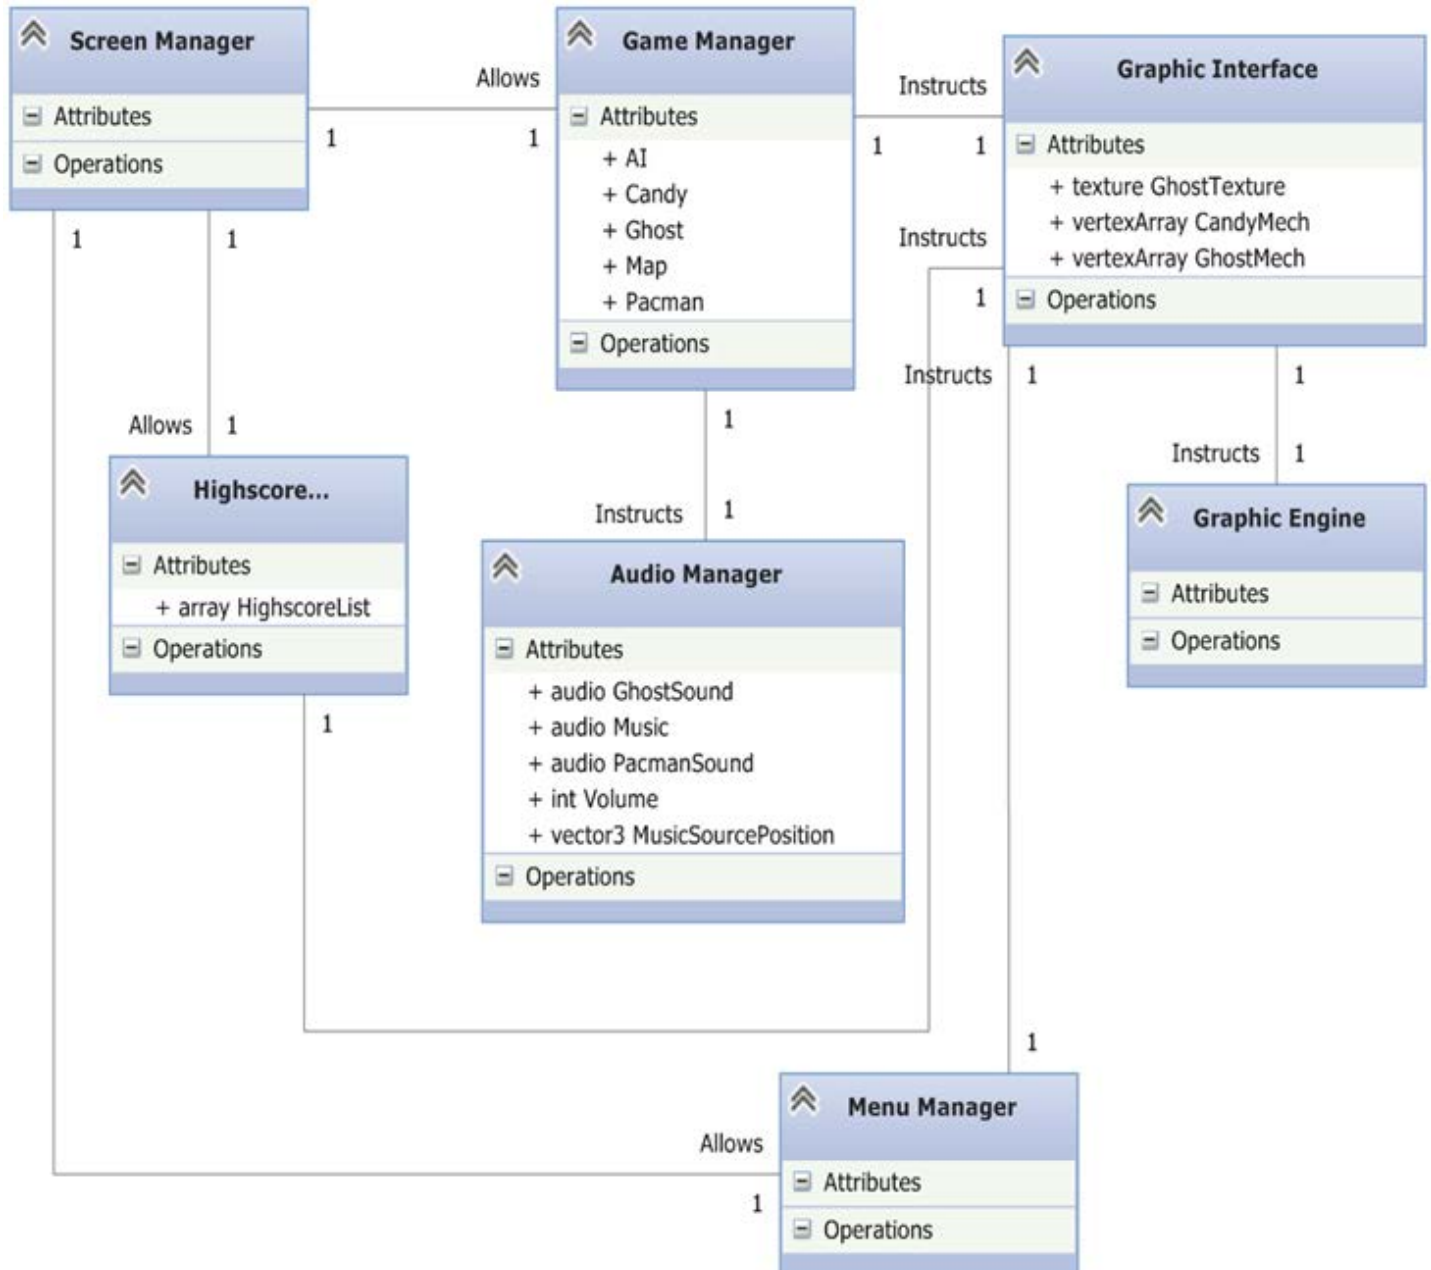 Screen Manager
Attributes
Operations
1
1
1
Allows
1
Game Manager
Attributes
+ AI
+ Candy
+ Ghost
+ Map
+ Pacman
Operations
1
1
Instructs
1
Graphic Interface
Attributes
+ texture GhostTexture
+ vertexArray CandyMech
+ vertexArray GhostMech
Operations
Instructs
1
Instructs
1
1
Instructs
1
Graphic Engine
Attributes
Operations
Allows
1
Highscore...
Attributes
+ array HighscoreList
Operations
1
Instructs
1
Audio Manager
Attributes
+ audio GhostSound
+ audio Music
+ audio PacmanSound
+ int Volume
+ vector3 MusicSourcePosition
Operations
1
Allows
1
Menu Manager
Attributes
Operations